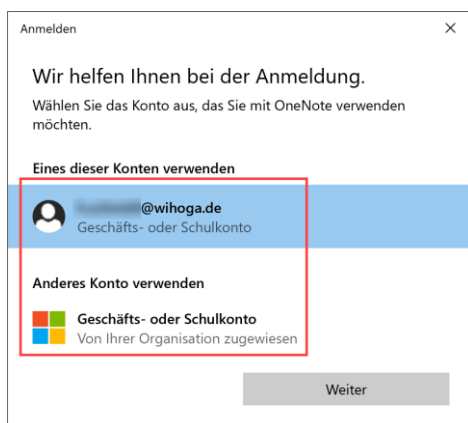 Anmelden
Wir helfen Ihnen bei der Anmeldung.
Wählen Sie das Konto aus, das Sie mit OneNote verwenden
möchten.
Eines dieser Konten verwenden
@wihoga.de
Geschäfts- oder Schulkonto
Anderes Konto verwenden
Geschäfts- oder Schulkonto
Von Ihrer Organisation zugewiesen
Weiter